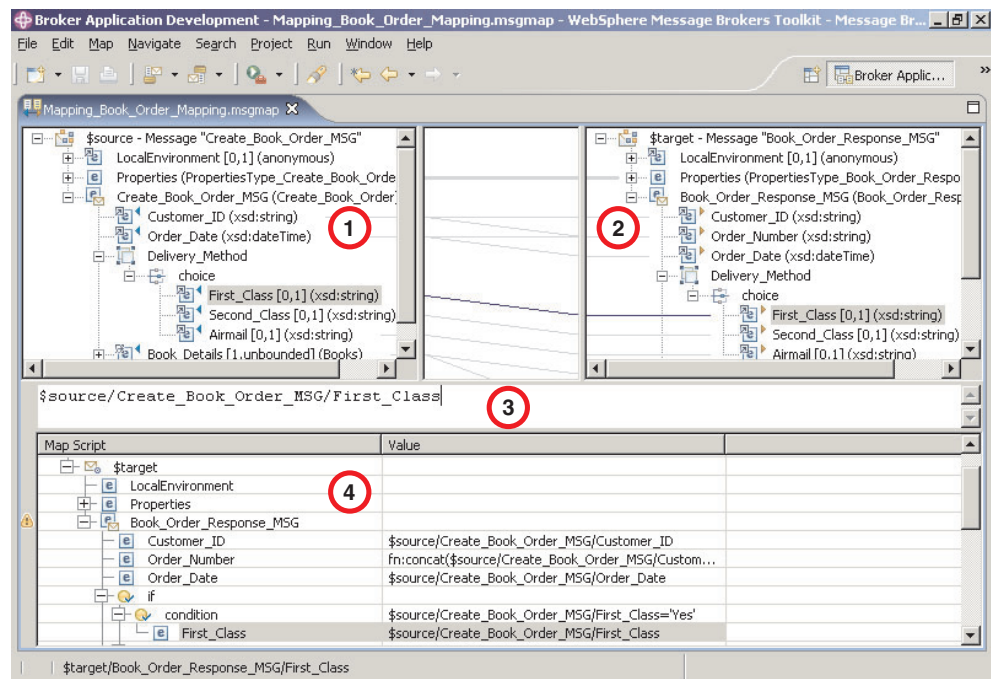 Broker Application Development - Mapping_Book_Order_Mapping.msgmap - WebSphere Message Brokers Toolkit - Message Br...
File Edit Map Navigate Search Project Run Window Help
Broker Applic...
»
Mapping_Book_Order_Mapping.msgmap
$source - Message "Create_Book_Order_MSG"
LocalEnvironment [0,1] (anonymous)
Properties (PropertiesType_Create_Book_Orde
Create_Book_Order_MSG (Create_Book_Order
Customer_ID (xsd:string)
Order_Date (xsd:dateTime)
Delivery_Method
choice
First_Class [0,1] (xsd:string)
Second_Class [0,1] (xsd:string)
Airmail [0,1] (xsd:string)
Book_Details [1,unbounded] (Books)
1
$target - Message "Book_Order_Response_MSG"
LocalEnvironment [0,1] (anonymous)
Properties (PropertiesType_Book_Order_Respo
Book_Order_Response_MSG (Book_Order_Resp
Customer_ID (xsd:string)
Order_Number (xsd:string)
Order_Date (xsd:dateTime)
Delivery_Method
choice
First_Class [0,1] (xsd:string)
Second_Class [0,1] (xsd:string)
Airmail [0,1] (xsd:string)
2
$source/Create_Book_Order_MSG/First_Class
3
Map Script Value
$target
LocalEnvironment
Properties
4
Book_Order_Response_MSG
Customer_ID $source/Create_Book_Order_MSG/Customer_ID
Order_Number fn:concat($source/Create_Book_Order_MSG/Custom...
Order_Date $source/Create_Book_Order_MSG/Order_Date
if
condition $source/Create_Book_Order_MSG/First_Class='Yes'
First_Class $source/Create_Book_Order_MSG/First_Class
$target/Book_Order_Response_MSG/First_Class